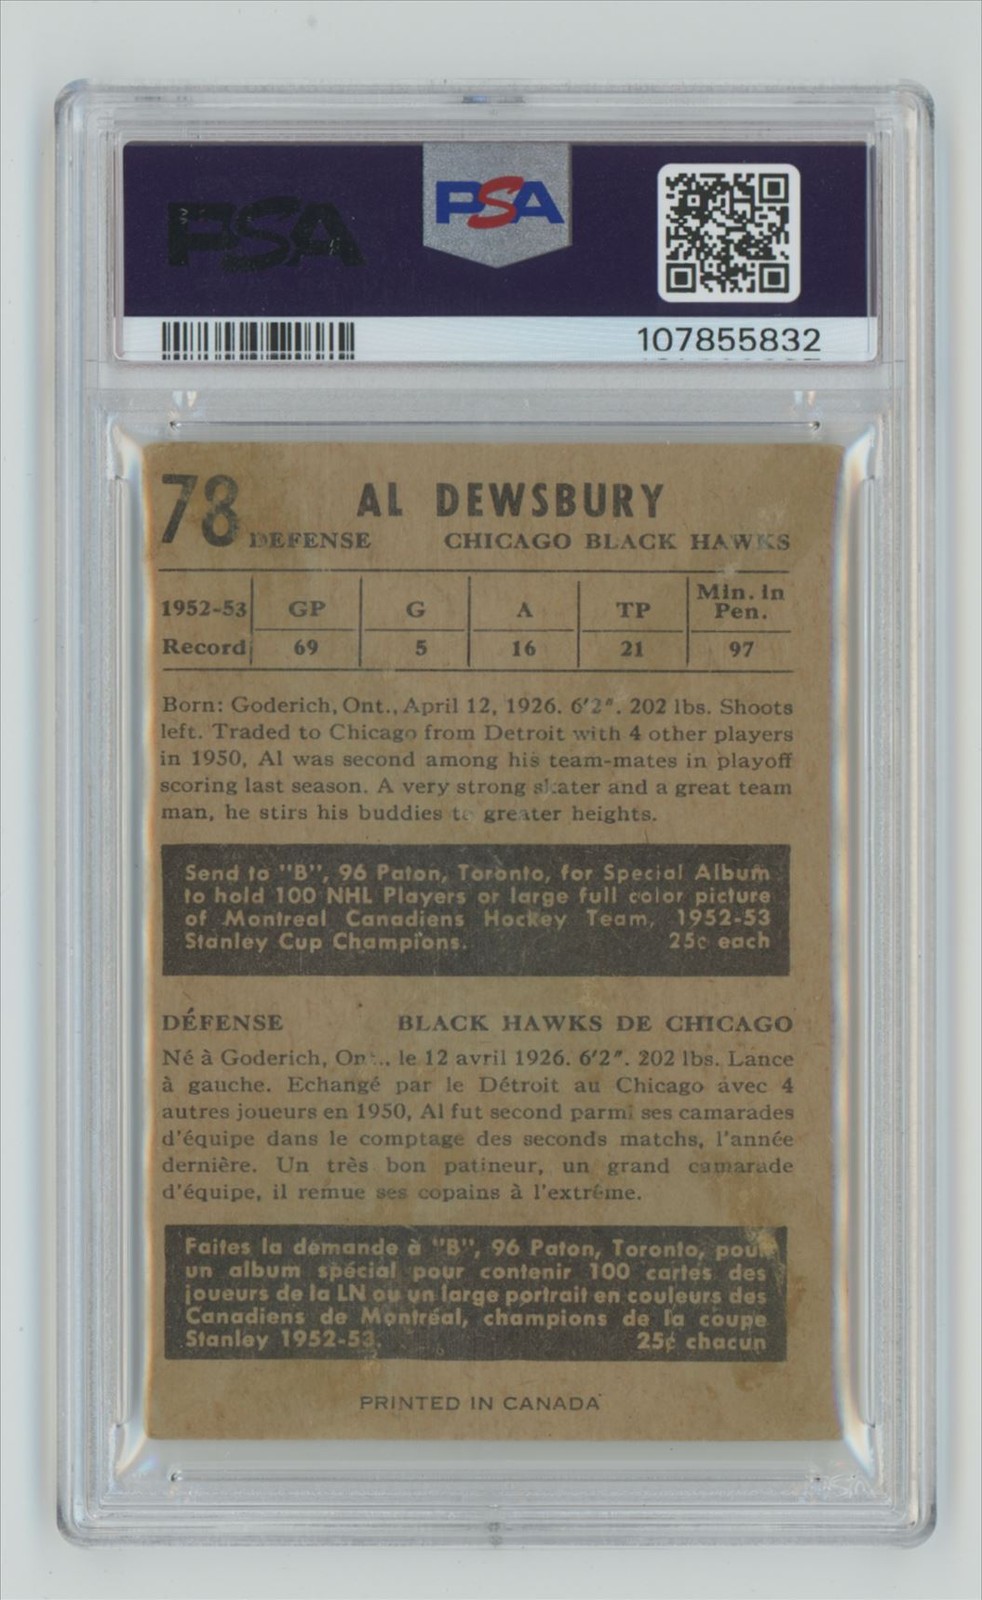 PSA
PSA
107855832
78
AL DEWSBURY
DEFENSE CHICAGO BLACK HAWKS
1952-53 GP G A TP Min. in Pen.
Record 69 5 16 21 97
Born: Goderich, Ont., April 12, 1926. 6'2". 202 lbs. Shoots
left. Traded to Chicago from Detroit with 4 other players
in 1950, Al was second among his team-mates in playoff
scoring last season. A very strong skater and a great team
man, he stirs his buddies to greater heights.
Send to "B", 96 Paton, Toronto, for Special Album
to hold 100 NHL Players or large full color picture
of Montreal Canadiens Hockey Team, 1952-53
Stanley Cup Champions. 25c each
DÉFENSE BLACK HAWKS DE CHICAGO
Né à Goderich, Ont., le 12 avril 1926. 6'2". 202 lbs. Lance
à gauche. Echangé par le Détroit au Chicago avec 4
autres joueurs en 1950, Al fut second parmi ses camarades
d'équipe dans le comptage des seconds matchs, l'année
dernière. Un très bon patineur, un grand camarade
d'équipe, il remue ses copains à l'extrême.
Faites la demande à "B", 96 Paton, Toronto, pour
un album spécial pour contenir 100 cartes des
joueurs de la LN ou un large portrait en couleurs des
Canadiens de Montréal, champions de la coupe
Stanley 1952-53. 25¢ chacun
PRINTED IN CANADA